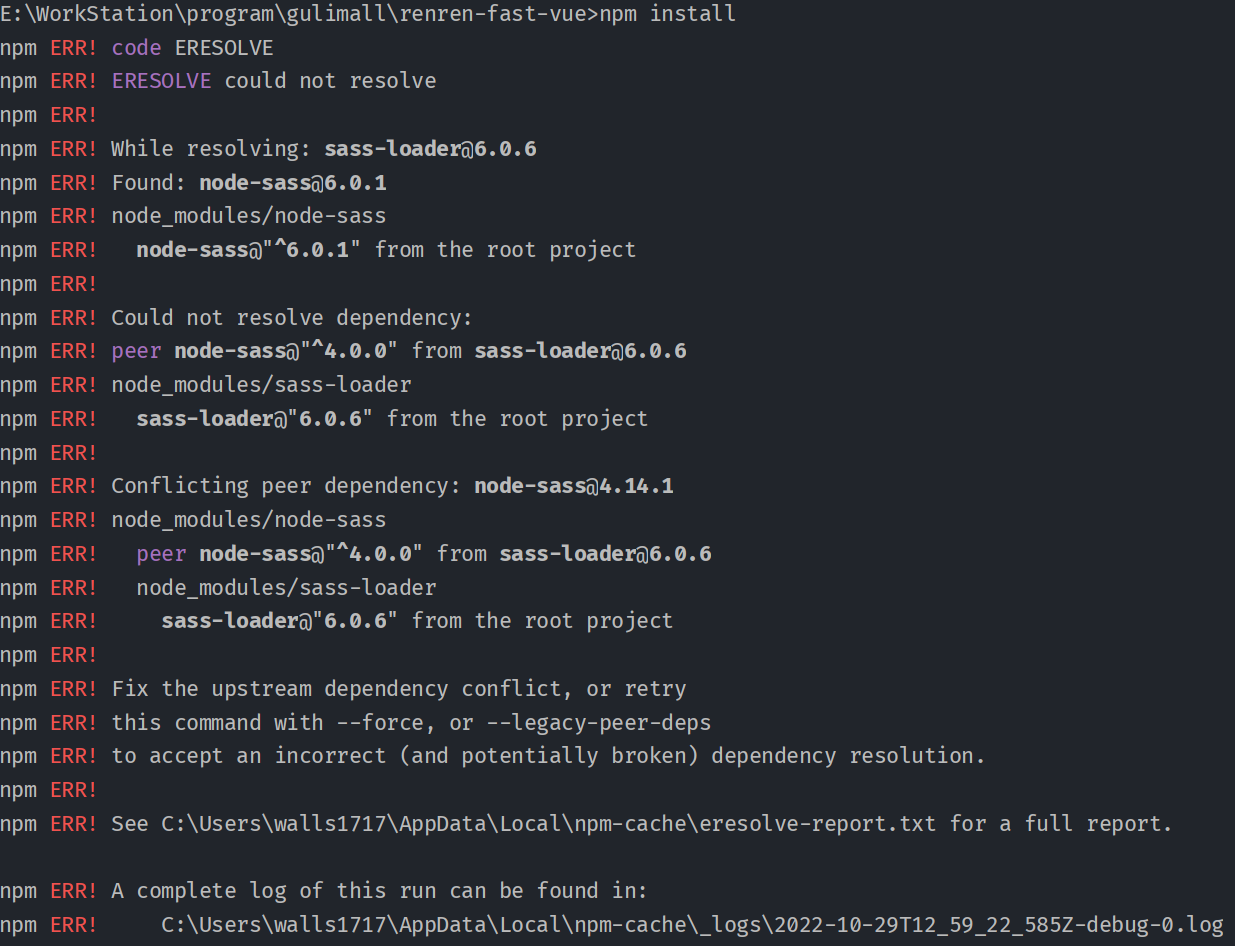 E:\WorkStation\program\gulimall\renren-fast-vue>npm install
npm ERR! code ERESOLVE
npm ERR! ERESOLVE could not resolve
npm ERR!
npm ERR! While resolving: sass-loader@6.0.6
npm ERR! Found: node-sass@6.0.1
npm ERR! node_modules/node-sass
npm ERR!   node-sass@"^6.0.1" from the root project
npm ERR!
npm ERR! Could not resolve dependency:
npm ERR! peer node-sass@"^4.0.0" from sass-loader@6.0.6
npm ERR! node_modules/sass-loader
npm ERR!   sass-loader@"6.0.6" from the root project
npm ERR!
npm ERR! Conflicting peer dependency: node-sass@4.14.1
npm ERR! node_modules/node-sass
npm ERR!   peer node-sass@"^4.0.0" from sass-loader@6.0.6
npm ERR!   node_modules/sass-loader
npm ERR!     sass-loader@"6.0.6" from the root project
npm ERR!
npm ERR! Fix the upstream dependency conflict, or retry
npm ERR! this command with --force, or --legacy-peer-deps
npm ERR! to accept an incorrect (and potentially broken) dependency resolution.
npm ERR!
npm ERR! See C:\Users\walls1717\AppData\Local\npm-cache\eresolve-report.txt for a full report.
npm ERR! A complete log of this run can be found in:
npm ERR!     C:\Users\walls1717\AppData\Local\npm-cache\_logs\2022-10-29T12_59_22_585Z-debug-0.log